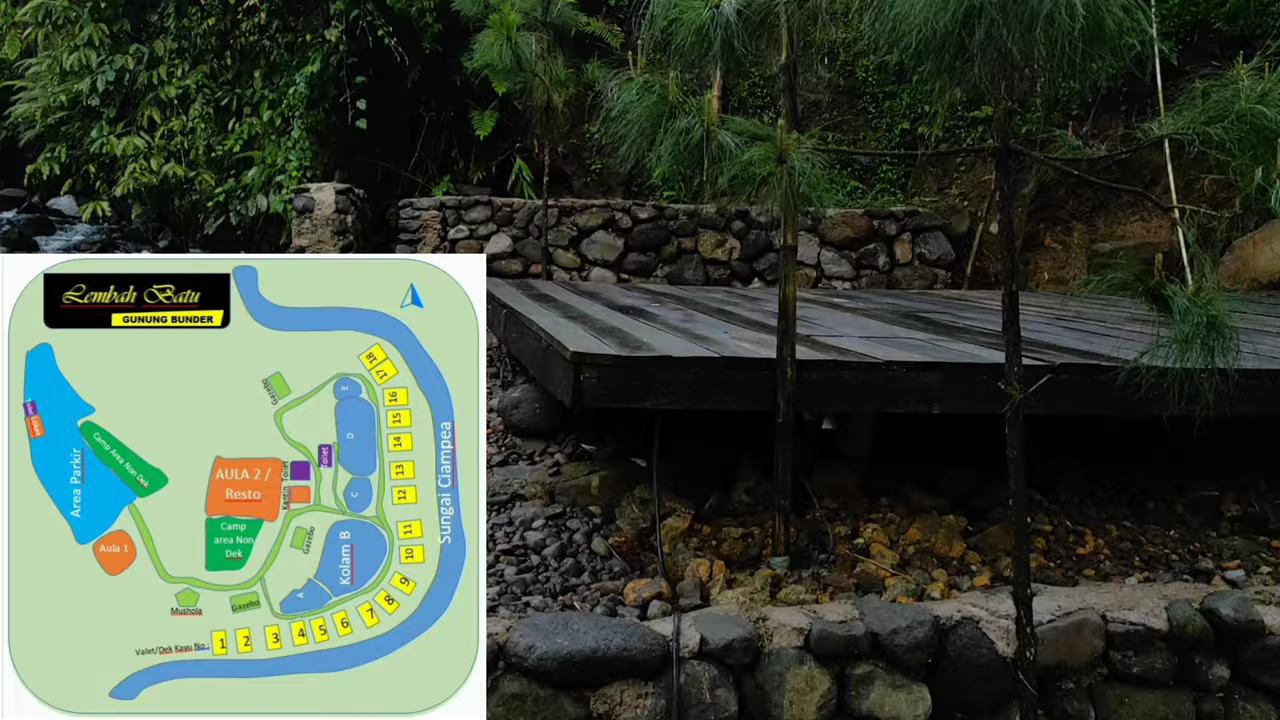 Lembah Batu
GUNUNG BUNDER
Area Parkir
Toilet
Camp Area Non Dek
Aula 1
AULA 2 /
Resto
Camp
area Non
Dek
Kantin
Toilet
Toilet
Gazebo
Gazebo
Gazebo
Mushola
E
D
C
Kolam B
A
Sungai Ciampea
18
17
16
15
14
13
12
11
10
9
8
7
6
5
4
3
2
1
Valet/Dek Kayu No :